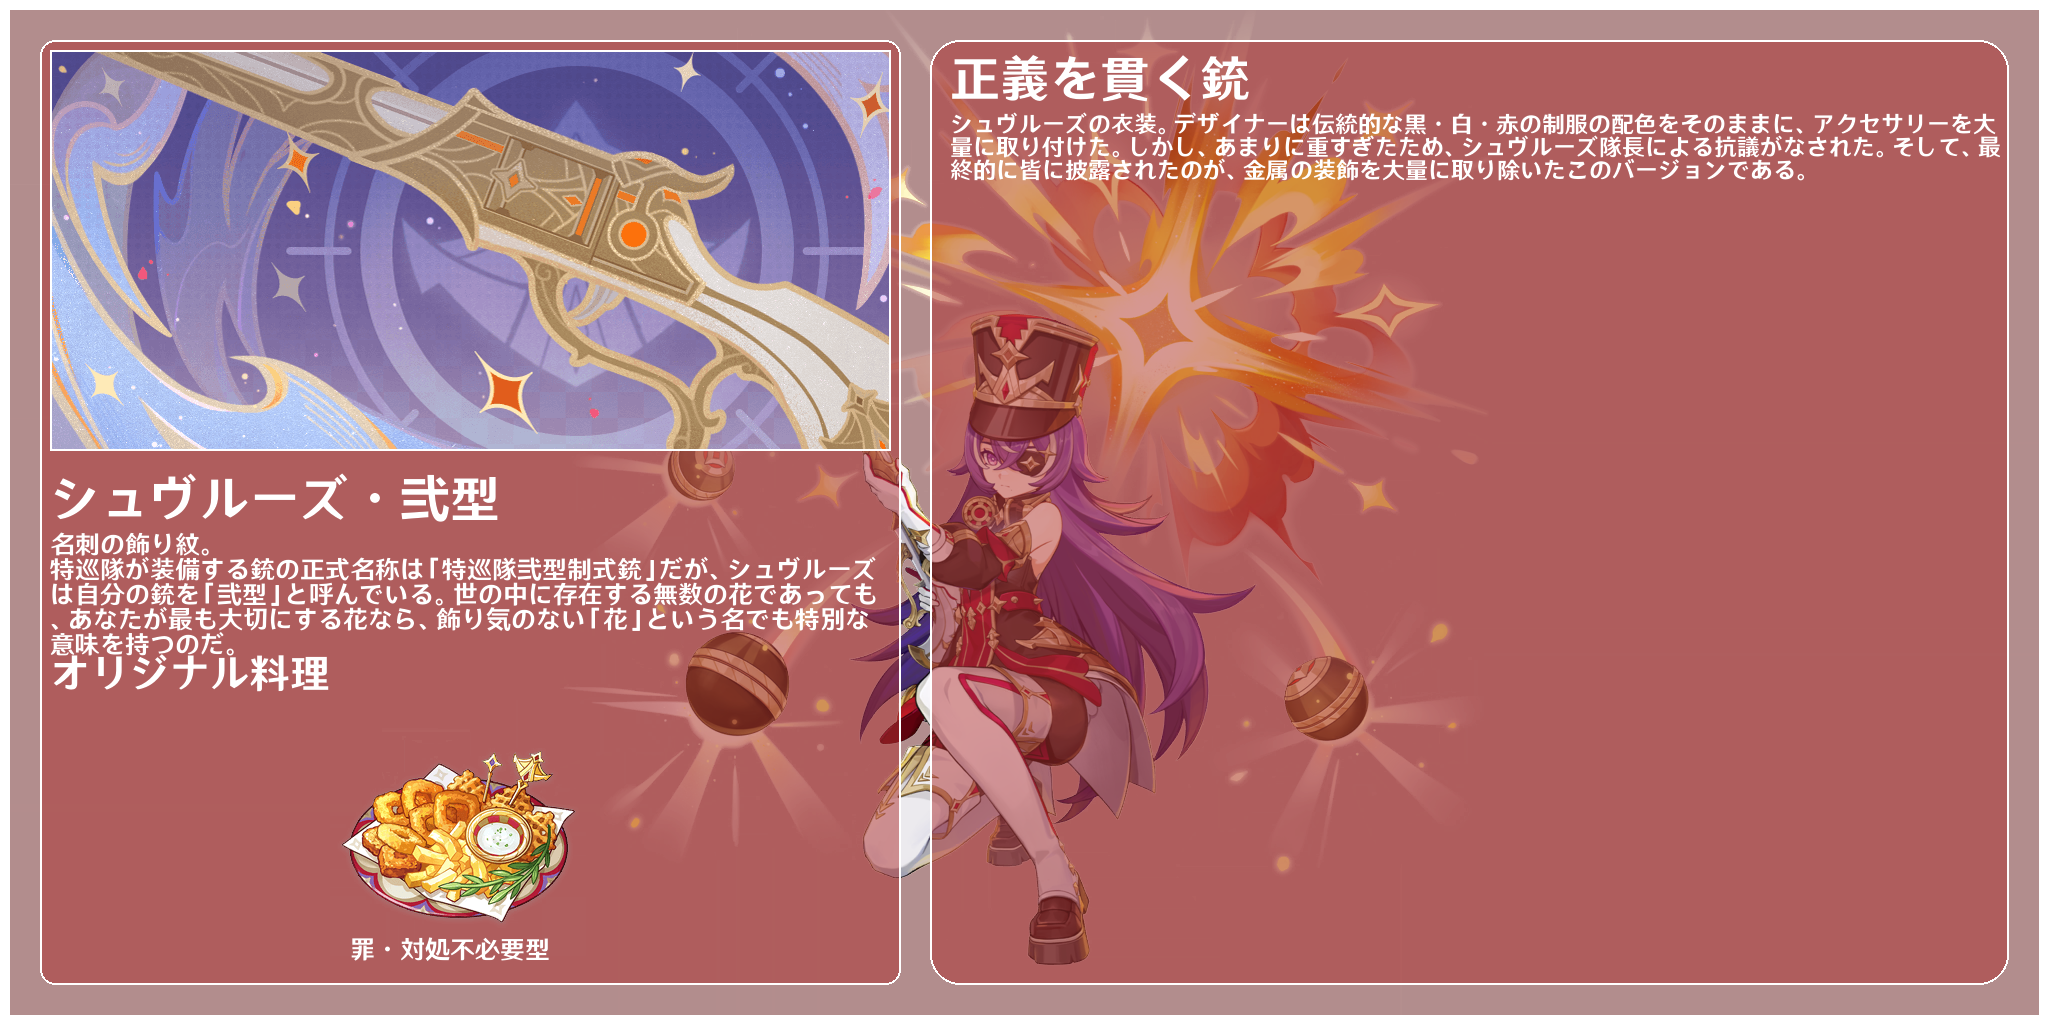 シュヴルーズ・弐型
名刺の飾り紋。
特巡隊が装備する銃の正式名称は「特巡隊弐型制式銃」だが、シュヴルーズ
は自分の銃を「弐型」と呼んでいる。世の中に存在する無数の花であっても
、あなたが最も大切にする花なら、飾り気のない「花」という名でも特別な
意味を持つのだ。
オリジナル料理
罪・対処不必要型
正義を貫く銃
シュヴルーズの衣装。デザイナーは伝統的な黒・白・赤の制服の配色をそのままに、アクセサリーを大
量に取り付けた。しかし、あまりに重すぎたため、シュヴルーズ隊長による抗議がなされた。そして、最
終的に皆に披露されたのが、金属の装飾を大量に取り除いたこのバージョンである。